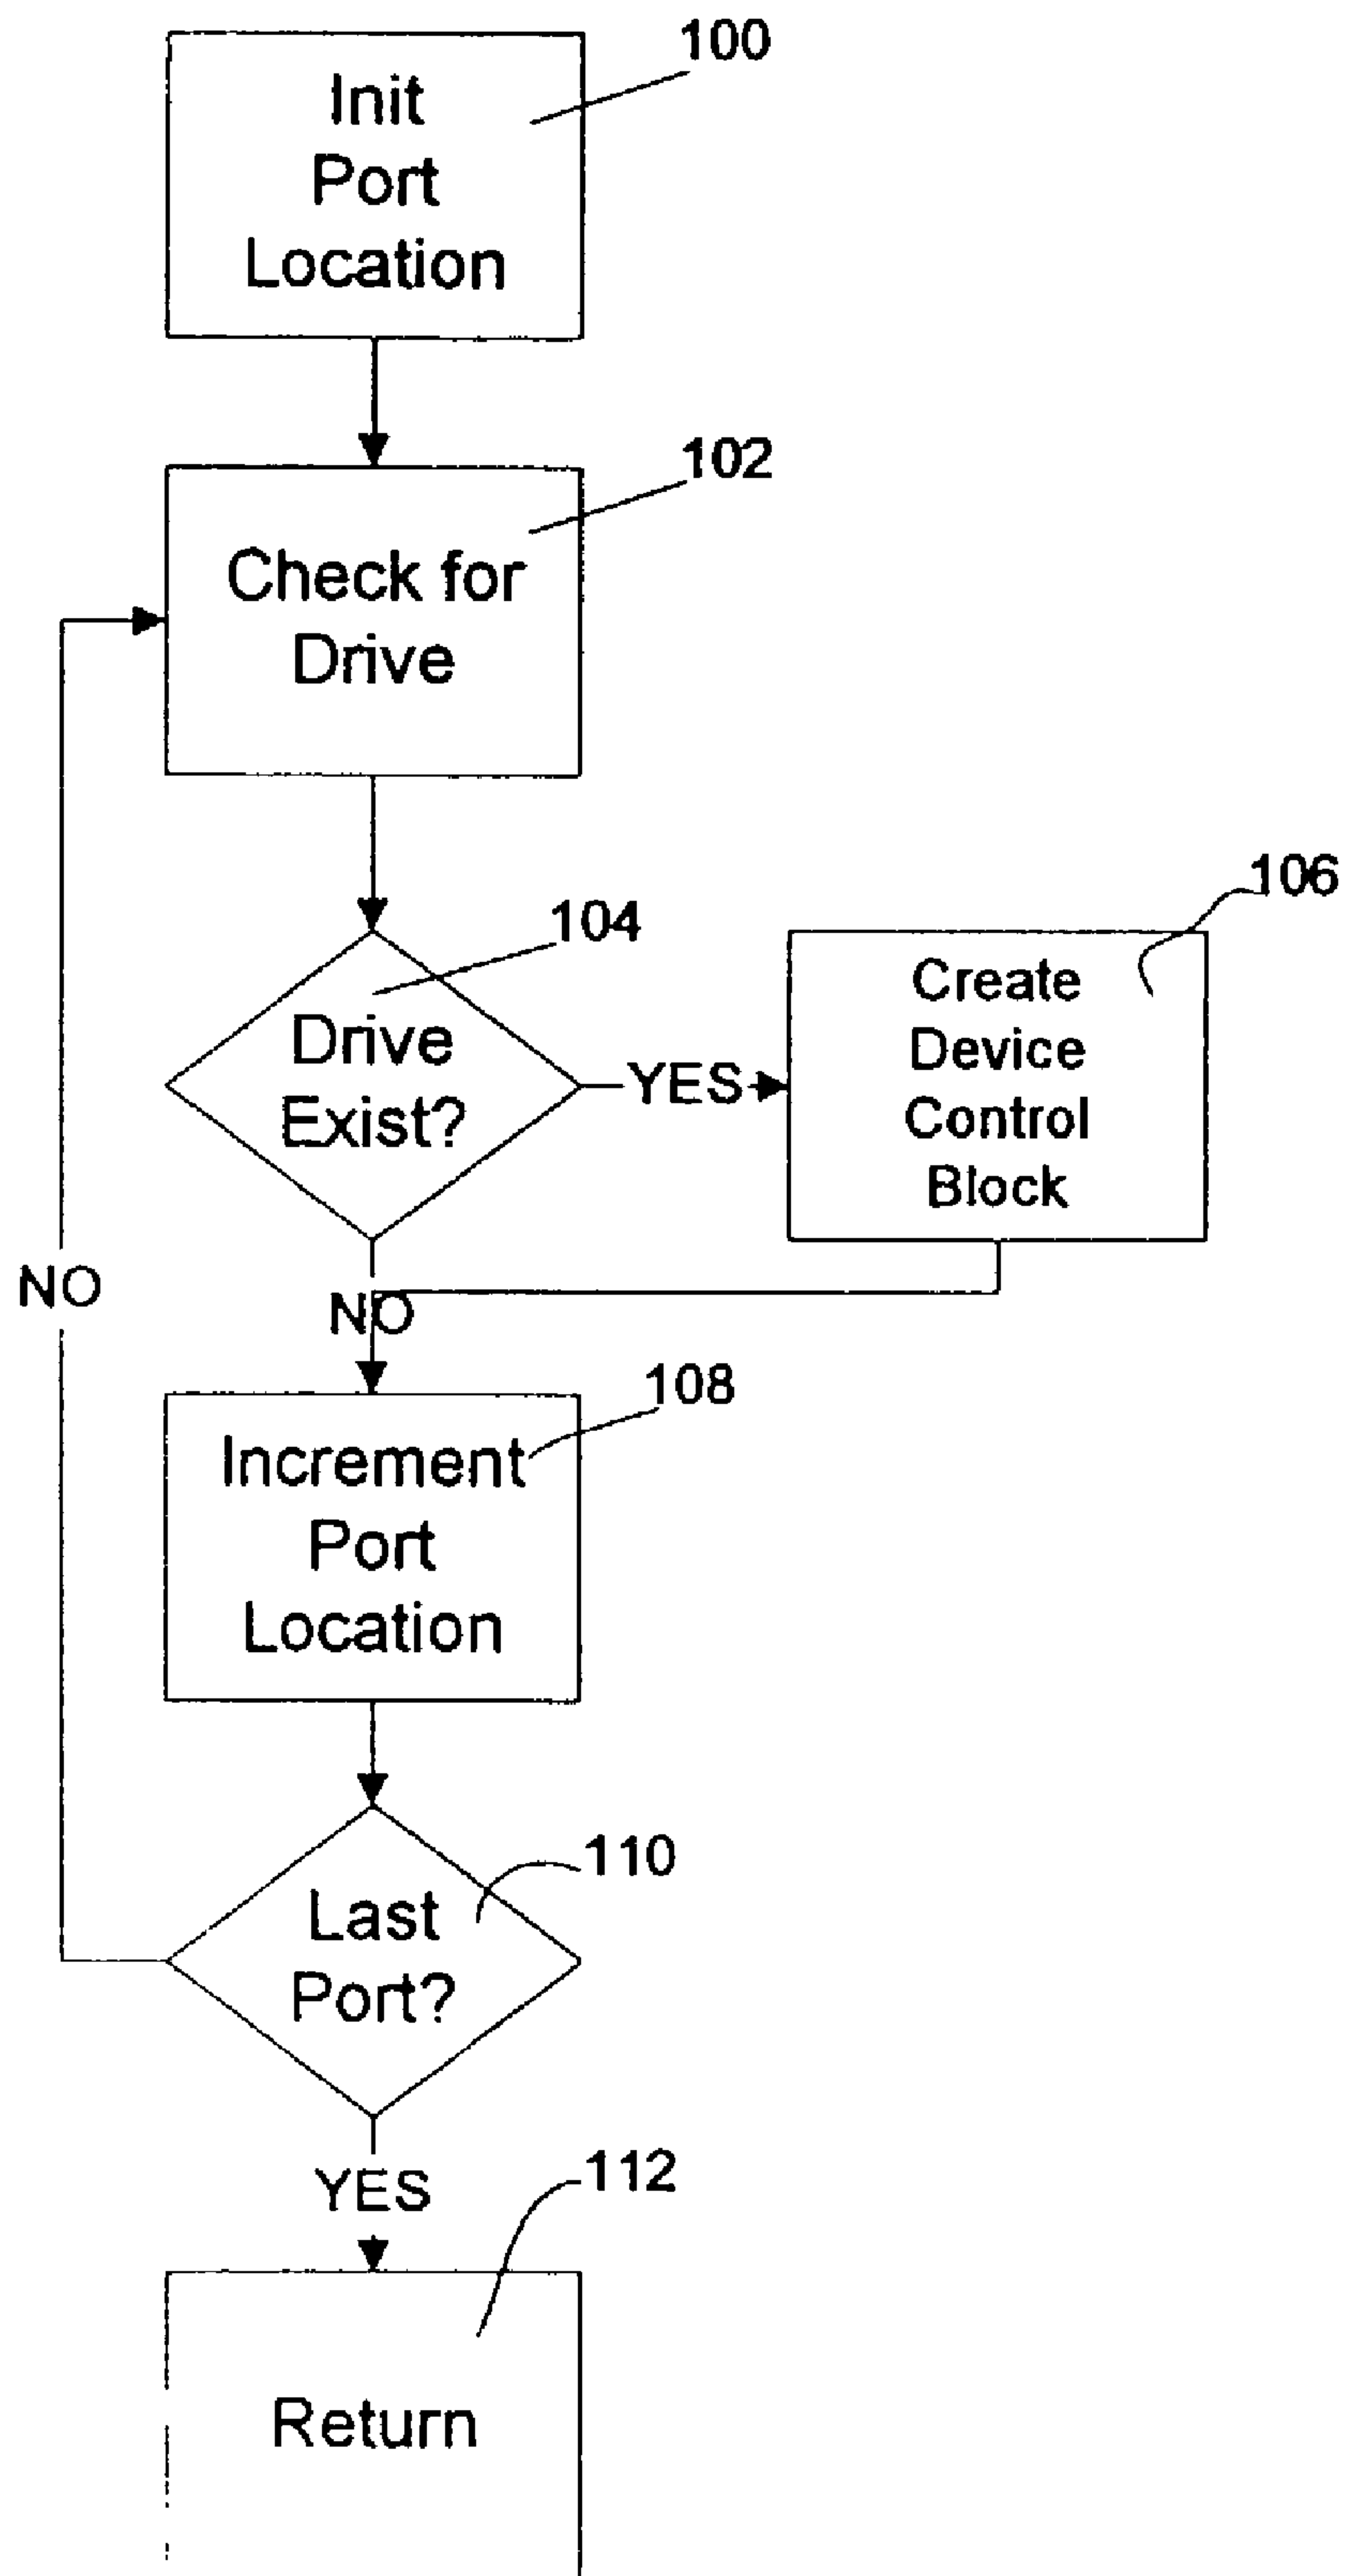 100
Init
Port
Location
102
Check for
Drive
104
Drive
Exist?
YES
106
Create
Device
Control
Block
NO
NO
108
Increment
Port
Location
110
Last
Port?
YES
112
Return